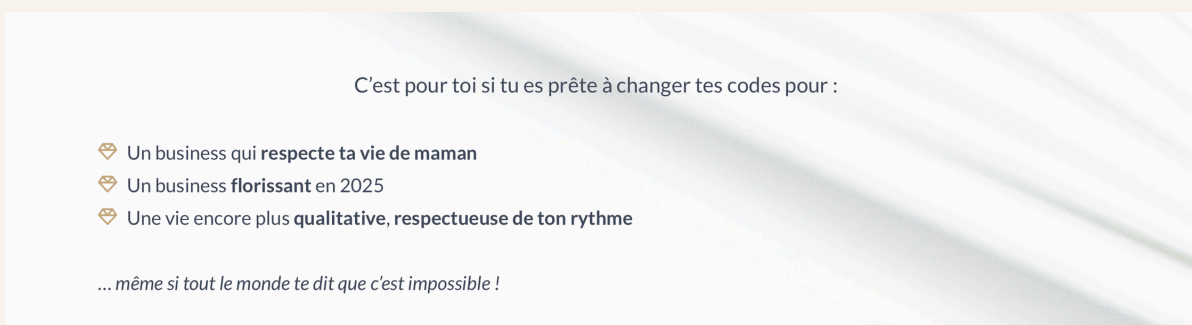 C’est pour toi si tu es prête à changer tes codes pour :
Un business qui respecte ta vie de maman
Un business florissant en 2025
Une vie encore plus qualitative, respectueuse de ton rythme
… même si tout le monde te dit que c’est impossible !